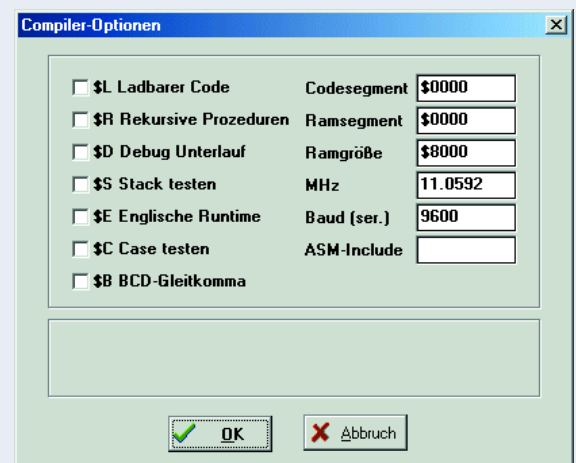 Compiler-Optionen
$L Ladbarer Code
Codesegment $0000
$R Rekursive Prozeduren
Ramsegment $0000
$D Debug Unterlauf
Ramgröße $8000
$S Stack testen
MHz 11.0592
$E Englische Runtime
Baud (ser.) 9600
$C Case testen
ASM-Include
$B BCD-Gleitkomma
OK
Abbruch